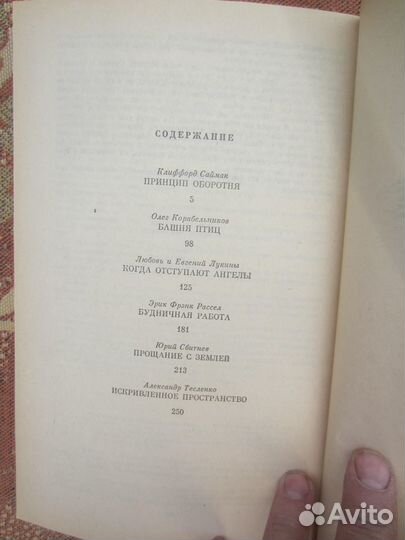 СОДЕРЖАНИЕ
Клиффорд Саймак
ПРИНЦИП ОБОРОТНЯ
5
Олег Корабельников
БАШНЯ ПТИЦ
98
Любовь и Евгений Лукины
КОГДА ОТСТУПАЮТ АНГЕЛЫ
125
Эрик Фрэнк Рассел
БУДНИЧНАЯ РАБОТА
181
Юрий Сбитнев
ПРОЩАНИЕ С ЗЕМЛЕЙ
213
Александр Тесленко
ИСКРИВЛЕННОЕ ПРОСТРАНСТВО
250
Avito